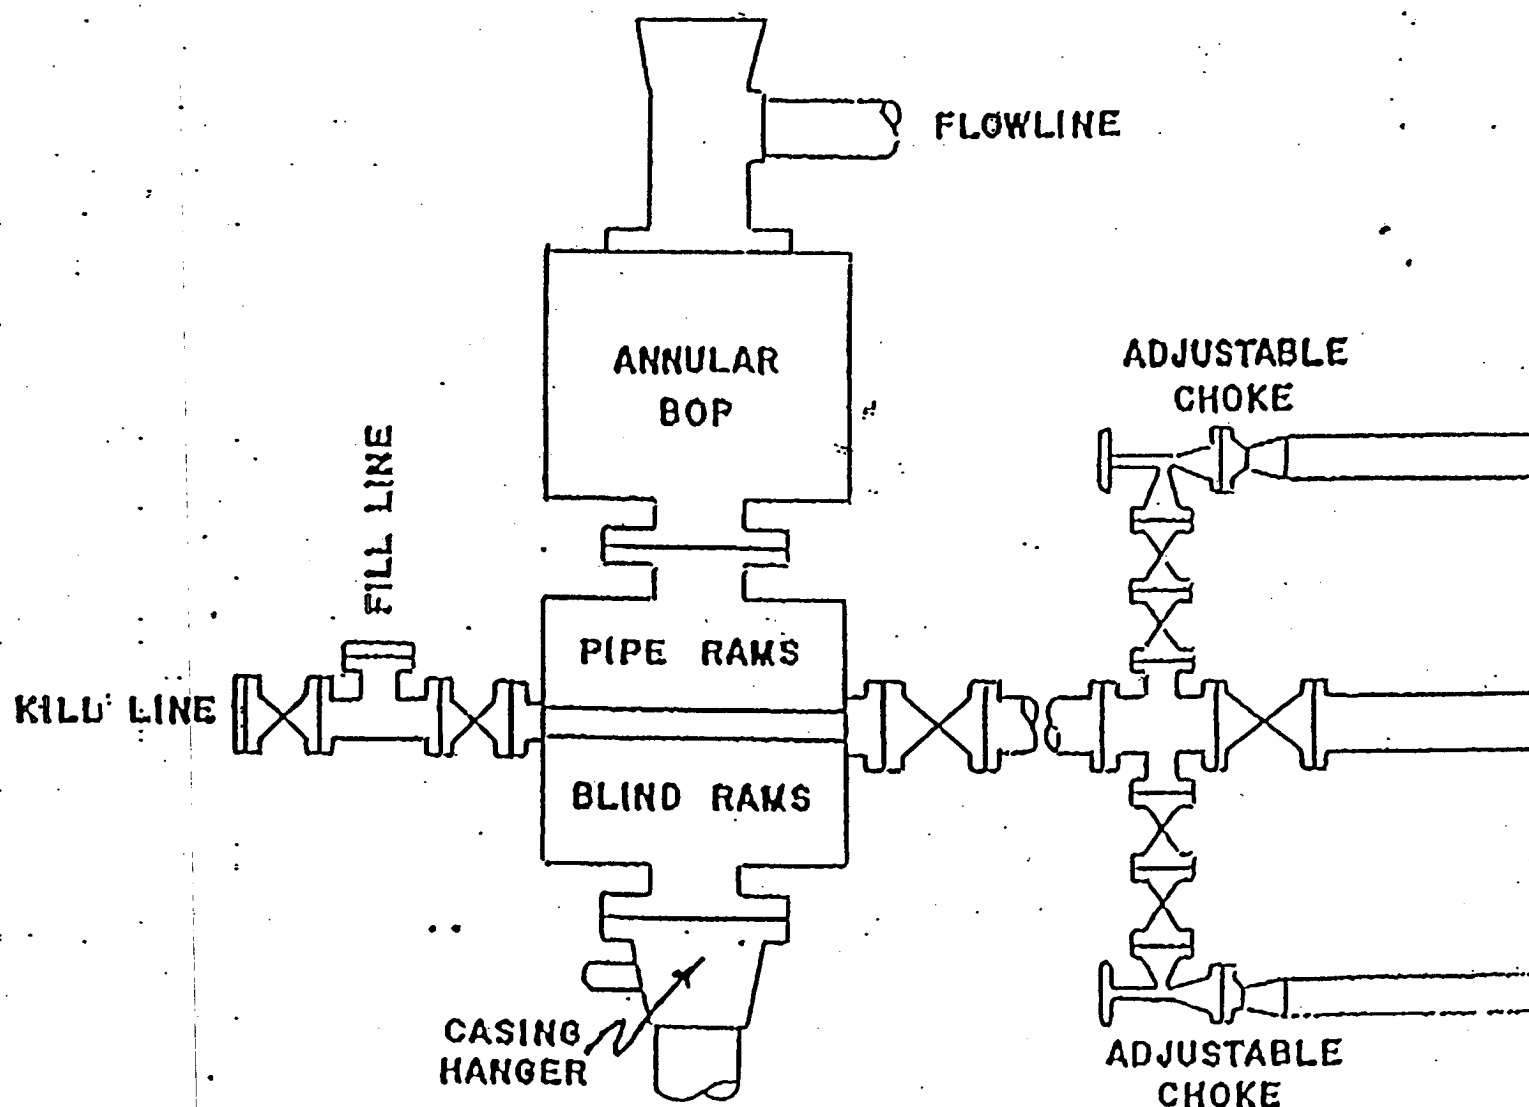 FLOWLINE
ANNULAR
BOP
ADJUSTABLE
CHOKE
FILL LINE
PIPE RAMS
KILL LINE
BLIND RAMS
CASING
HANGER
ADJUSTABLE
CHOKE